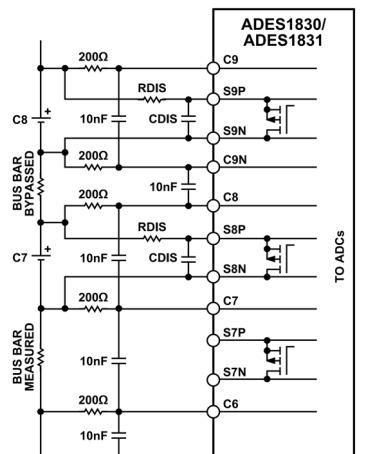 ADES1830/
ADES1831
200Ω
C9
RDIS
S9P
C8
+
10nF
CDIS
S9N
200Ω
C9N
BUS BAR
BYPASSED
10nF
200Ω
C8
RDIS
S8P
C7
+
10nF
CDIS
S8N
TO ADCs
200Ω
C7
S7P
BUS BAR
MEASURED
10nF
S7N
200Ω
C6
10nF